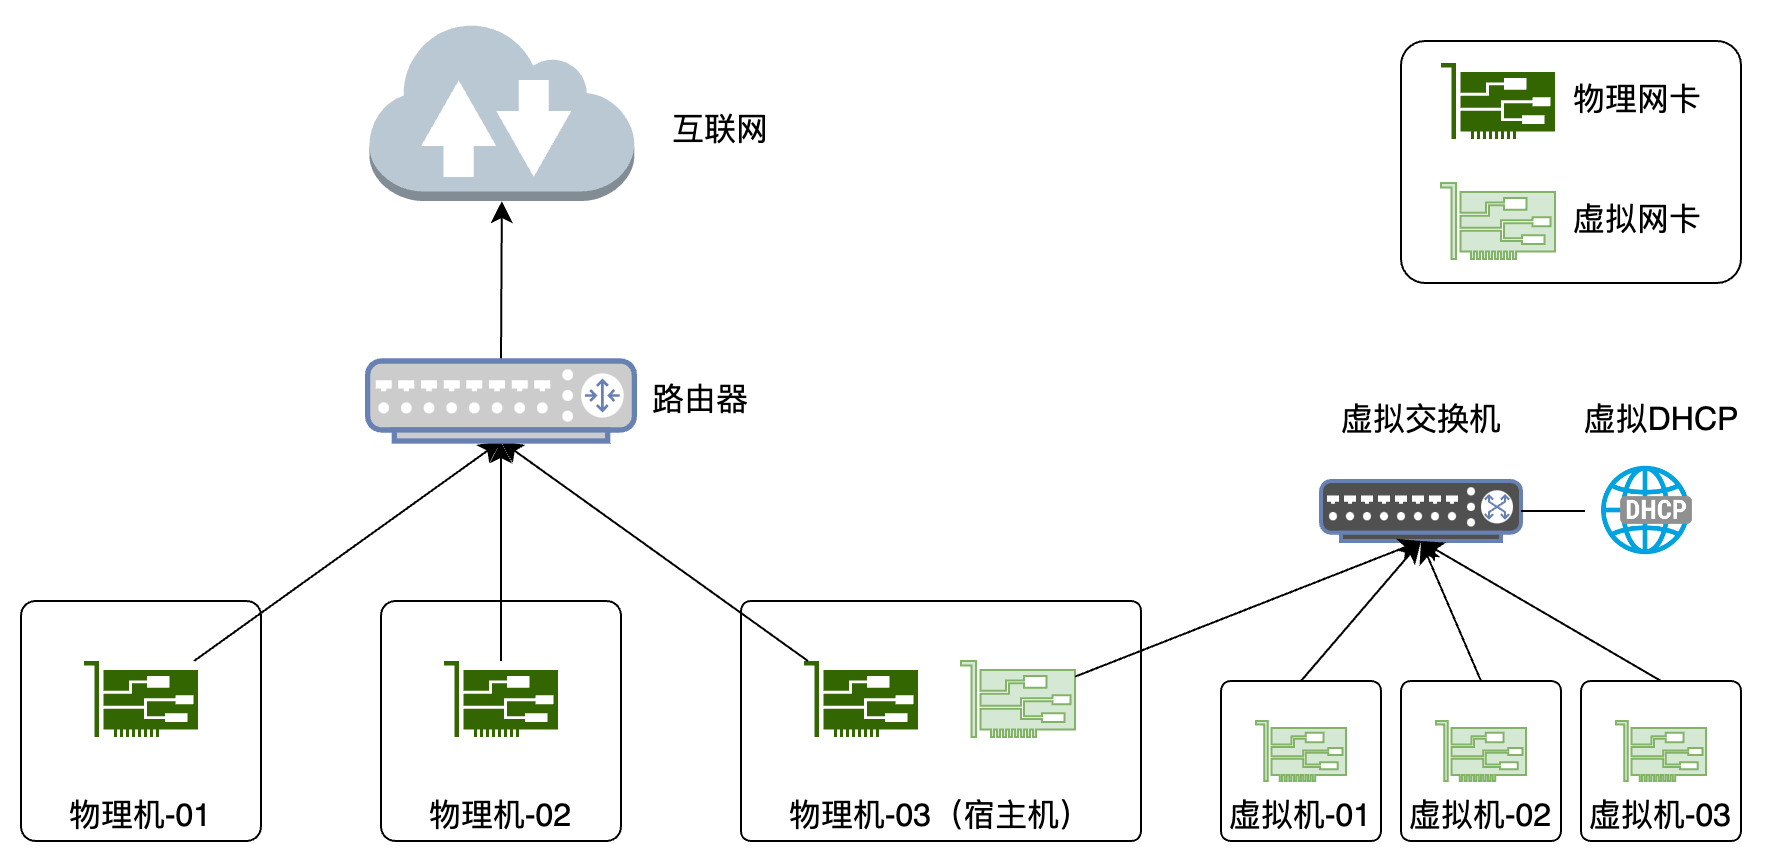 互联网
物理网卡
虚拟网卡
路由器
虚拟交换机
虚拟DHCP
DHCP
物理机-01
物理机-02
物理机-03（宿主机）
虚拟机-01
虚拟机-02
虚拟机-03